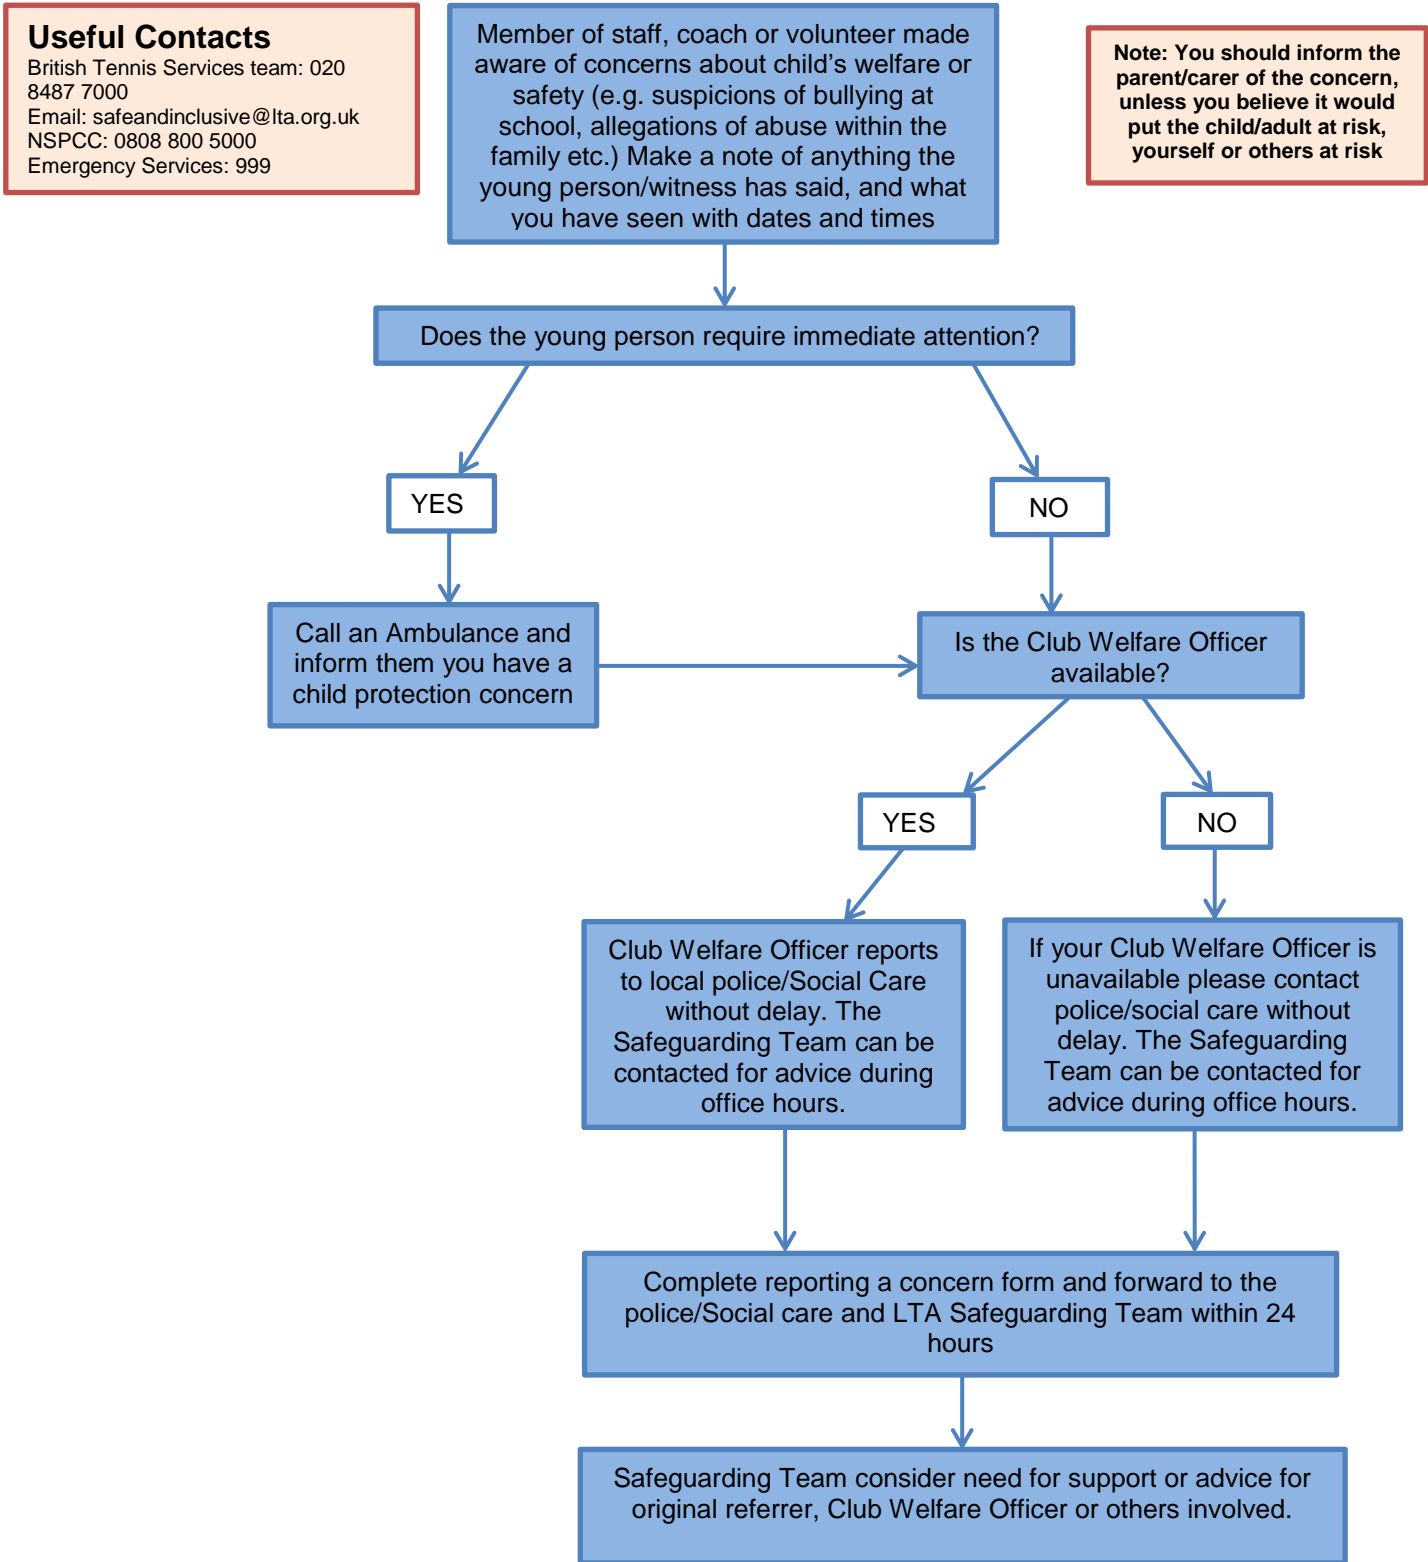 Useful Contacts
British Tennis Services team: 020
8487 7000
Email: safeandinclusive@lta.org.uk
NSPCC: 0808 800 5000
Emergency Services: 999
Member of staff, coach or volunteer made
aware of concerns about child’s welfare or
safety (e.g. suspicions of bullying at
school, allegations of abuse within the
family etc.) Make a note of anything the
young person/witness has said, and what
you have seen with dates and times
Note: You should inform the
parent/carer of the concern,
unless you believe it would
put the child/adult at risk,
yourself or others at risk
Does the young person require immediate attention?
YES
NO
Call an Ambulance and
inform them you have a
child protection concern
Is the Club Welfare Officer
available?
YES
NO
Club Welfare Officer reports
to local police/Social Care
without delay. The
Safeguarding Team can be
contacted for advice during
office hours.
If your Club Welfare Officer is
unavailable please contact
police/social care without
delay. The Safeguarding
Team can be contacted for
advice during office hours.
Complete reporting a concern form and forward to the
police/Social care and LTA Safeguarding Team within 24
hours
Safeguarding Team consider need for support or advice for
original referrer, Club Welfare Officer or others involved.